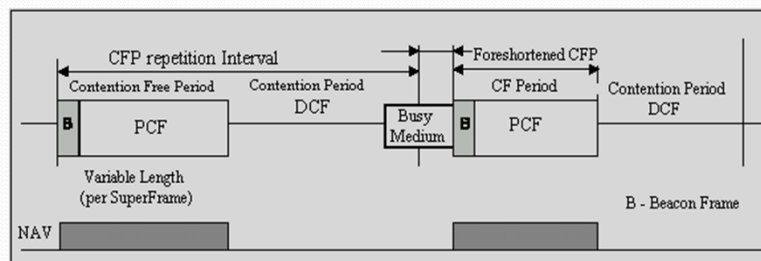 CFP repetition Interval
Foreshortened CFP
Contention Free Period
Contention Period
DCF
CF Period
Contention Period
DCF
B
PCF
Busy
Medium
B
PCF
Variable Length
(per SuperFrame)
B - Beacon Frame
NAV